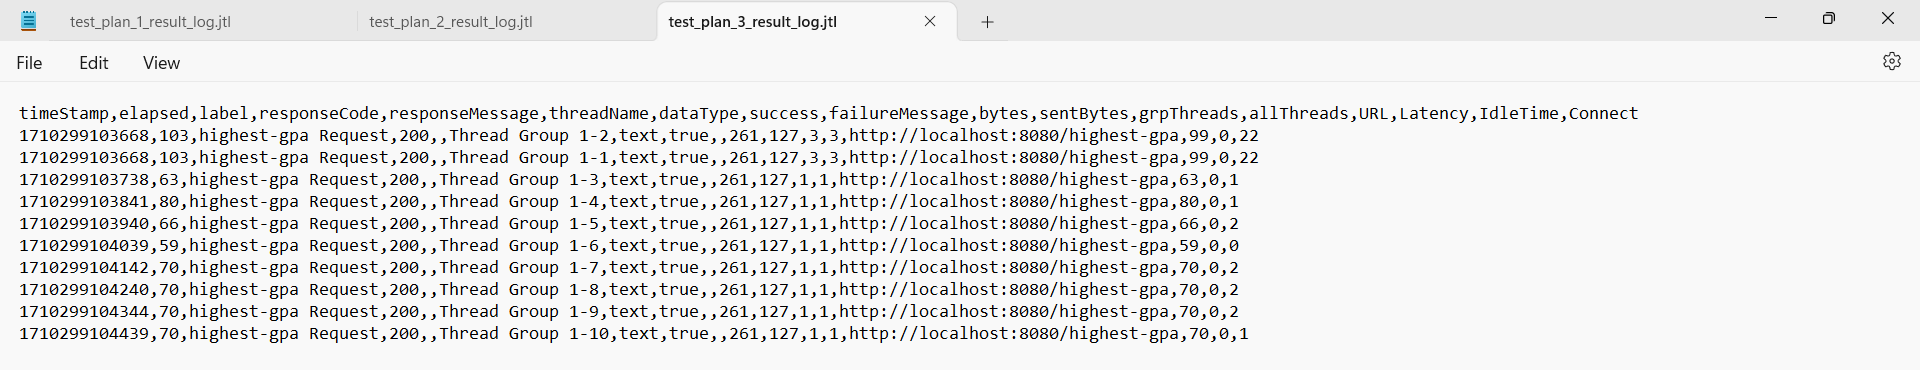 test_plan_1_result_log.jtl
test_plan_2_result_log.jtl
test_plan_3_result_log.jtl
File
Edit
View
timeStamp,elapsed,label,responseCode,responseMessage,threadName,dataType,success,failureMessage,bytes,sentBytes,grpThreads,allThreads,URL,Latency,IdleTime,Connect
1710299103668,103,highest-gpa Request,200,,Thread Group 1-2,text,true,,261,127,3,3,http://localhost:8080/highest-gpa,99,0,22
1710299103668,103,highest-gpa Request,200,,Thread Group 1-1,text,true,,261,127,3,3,http://localhost:8080/highest-gpa,99,0,22
1710299103738,63,highest-gpa Request,200,,Thread Group 1-3,text,true,,261,127,1,1,http://localhost:8080/highest-gpa,63,0,1
1710299103841,80,highest-gpa Request,200,,Thread Group 1-4,text,true,,261,127,1,1,http://localhost:8080/highest-gpa,80,0,1
1710299103940,66,highest-gpa Request,200,,Thread Group 1-5,text,true,,261,127,1,1,http://localhost:8080/highest-gpa,66,0,2
1710299104039,59,highest-gpa Request,200,,Thread Group 1-6,text,true,,261,127,1,1,http://localhost:8080/highest-gpa,59,0,0
1710299104142,70,highest-gpa Request,200,,Thread Group 1-7,text,true,,261,127,1,1,http://localhost:8080/highest-gpa,70,0,2
1710299104240,70,highest-gpa Request,200,,Thread Group 1-8,text,true,,261,127,1,1,http://localhost:8080/highest-gpa,70,0,2
1710299104344,70,highest-gpa Request,200,,Thread Group 1-9,text,true,,261,127,1,1,http://localhost:8080/highest-gpa,70,0,2
1710299104439,70,highest-gpa Request,200,,Thread Group 1-10,text,true,,261,127,1,1,http://localhost:8080/highest-gpa,70,0,1